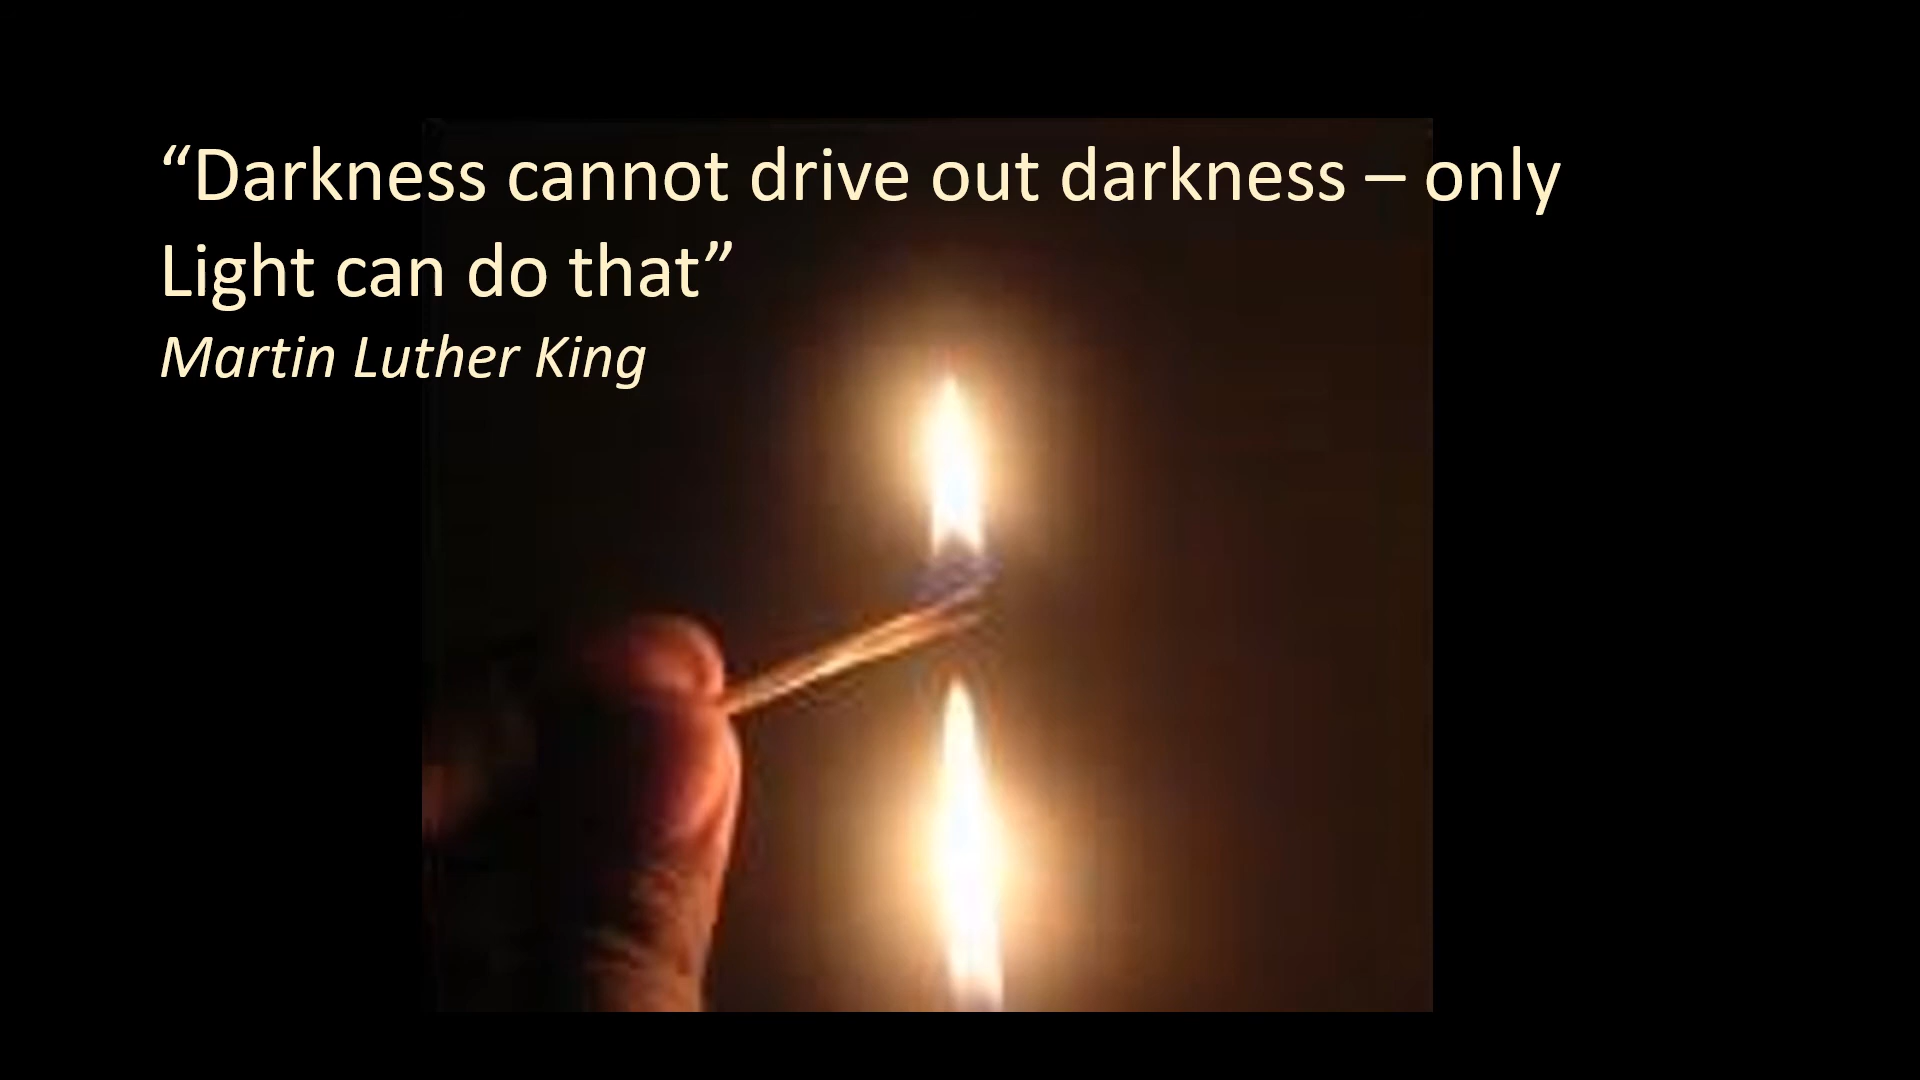 “Darkness cannot drive out darkness – only
Light can do that”
Martin Luther King